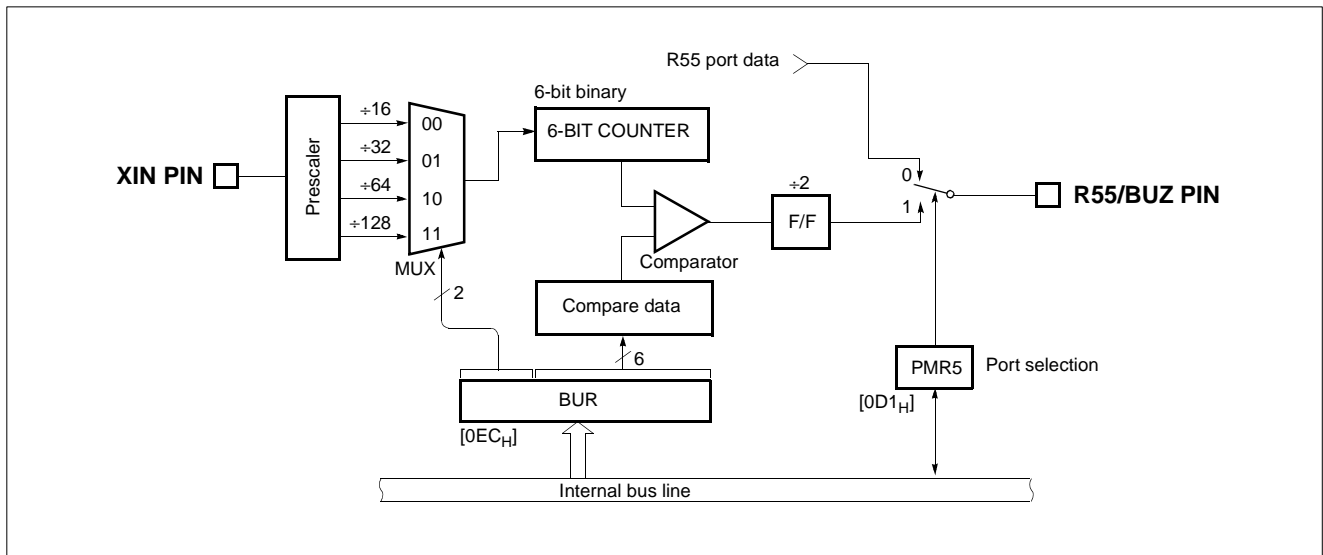 R55 port data
6-bit binary
÷16
÷32
÷64
÷128
00
01
10
11
6-BIT COUNTER
XIN PIN
Prescaler
MUX
2
÷2
F/F
0
1
R55/BUZ PIN
Comparator
Compare data
6
PMR5
Port selection
[0D1H]
BUR
[0ECH]
Internal bus line